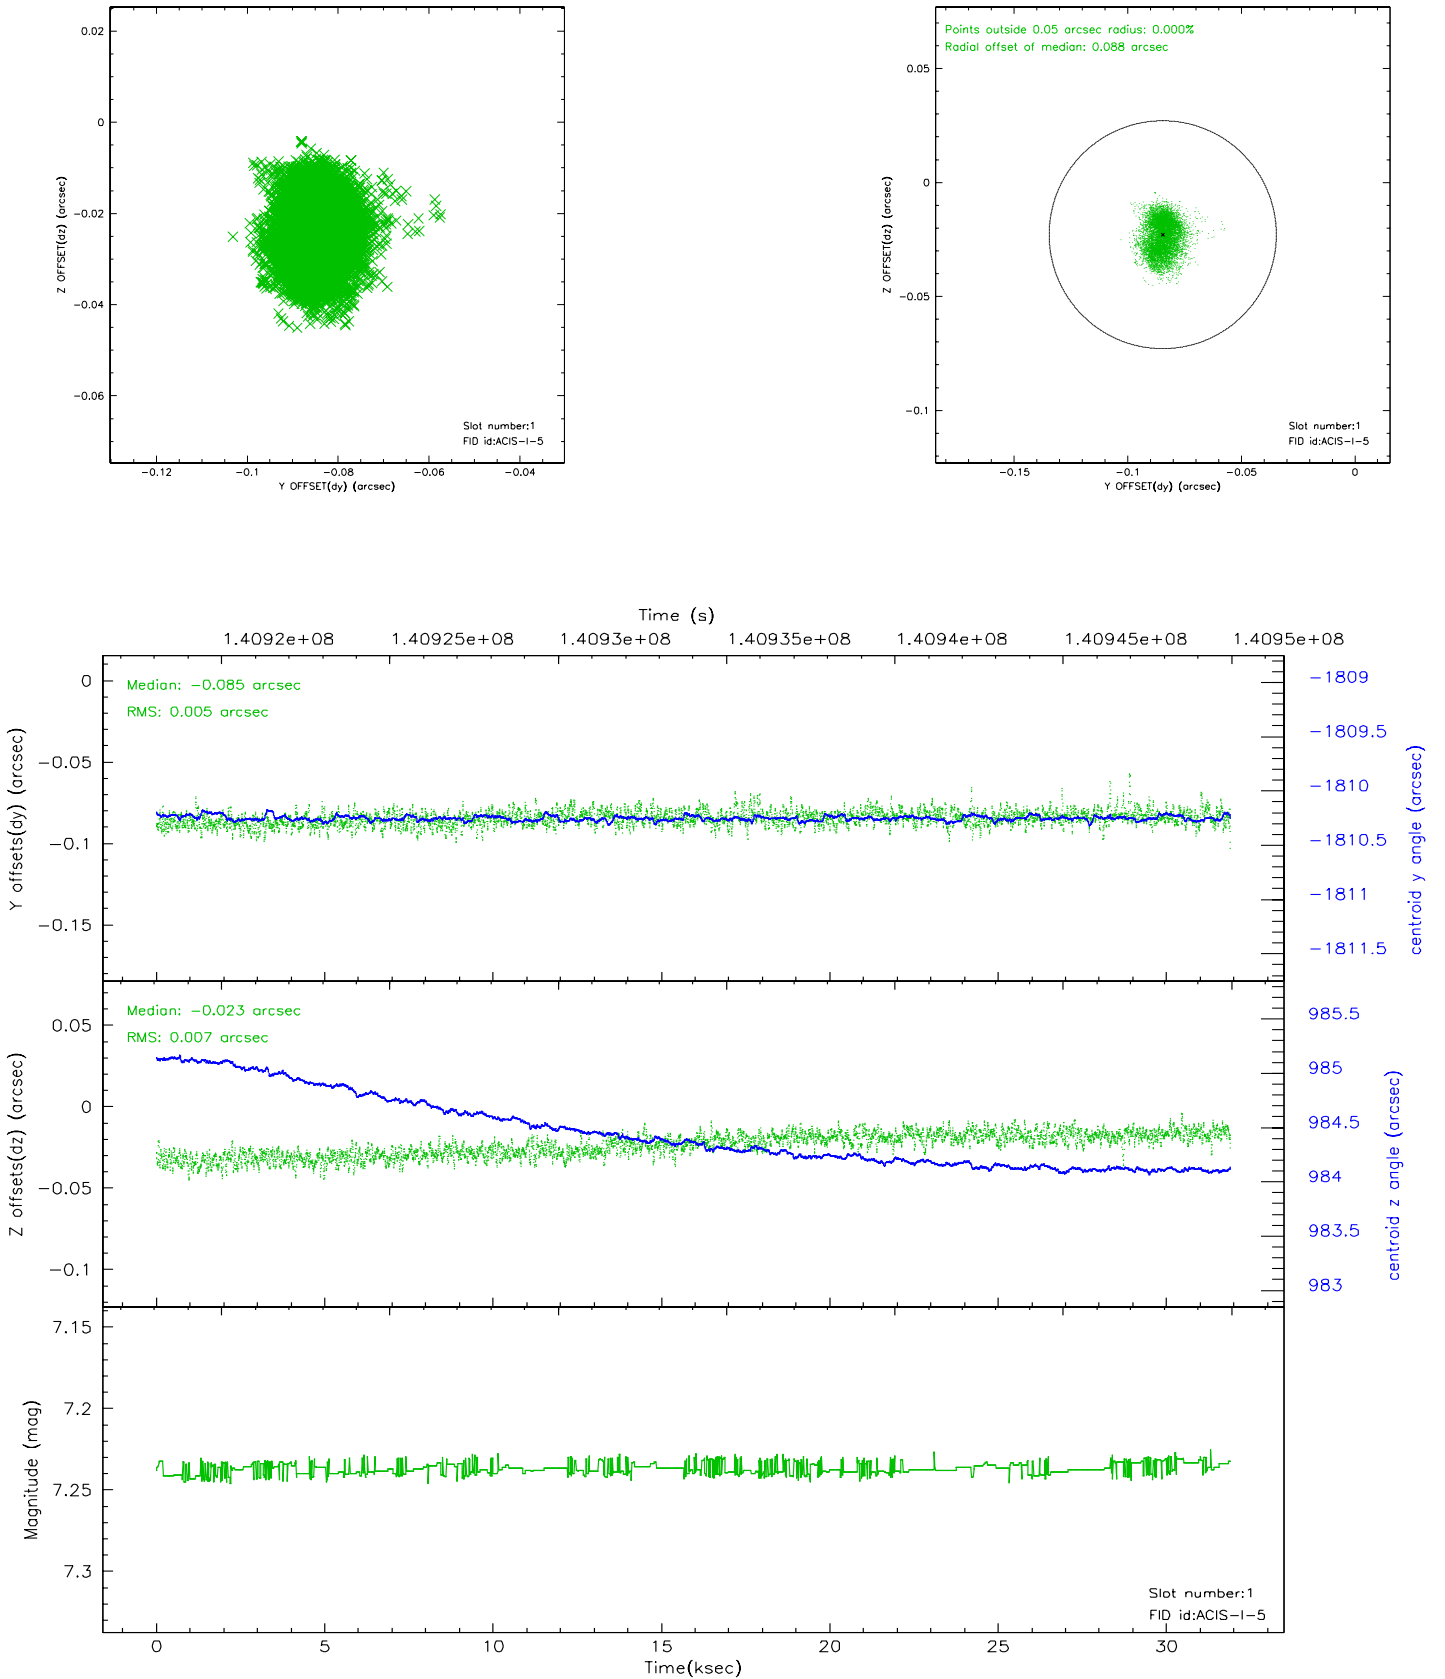 0.02
0
-0.02
-0.04
-0.06
Z OFFSET(dz) (arcsec)
Slot number:1
FID id:ACIS-I-5
-0.12
-0.1
-0.08
-0.06
-0.04
Y OFFSET(dy) (arcsec)
Points outside 0.05 arcsec radius: 0.000%
Radial offset of median: 0.088 arcsec
0.05
0
-0.05
-0.1
Z OFFSET(dz) (arcsec)
Slot number:1
FID id:ACIS-I-5
-0.15
-0.1
-0.05
0
Y OFFSET(dy) (arcsec)
Time (s)
1.4092e+08
1.40925e+08
1.4093e+08
1.40935e+08
1.4094e+08
1.40945e+08
1.4095e+08
Median: -0.085 arcsec
RMS: 0.005 arcsec
0
-0.05
-0.1
-0.15
Y offsets(dy) (arcsec)
-1809
-1809.5
-1810
-1810.5
-1811
-1811.5
centroid y angle (arcsec)
Median: -0.023 arcsec
RMS: 0.007 arcsec
0.05
0
-0.05
-0.1
Z offsets(dz) (arcsec)
985.5
985
984.5
984
983.5
983
centroid z angle (arcsec)
7.15
7.2
7.25
7.3
Magnitude (mag)
Slot number:1
FID id:ACIS-I-5
0
5
10
15
20
25
30
Time(ksec)